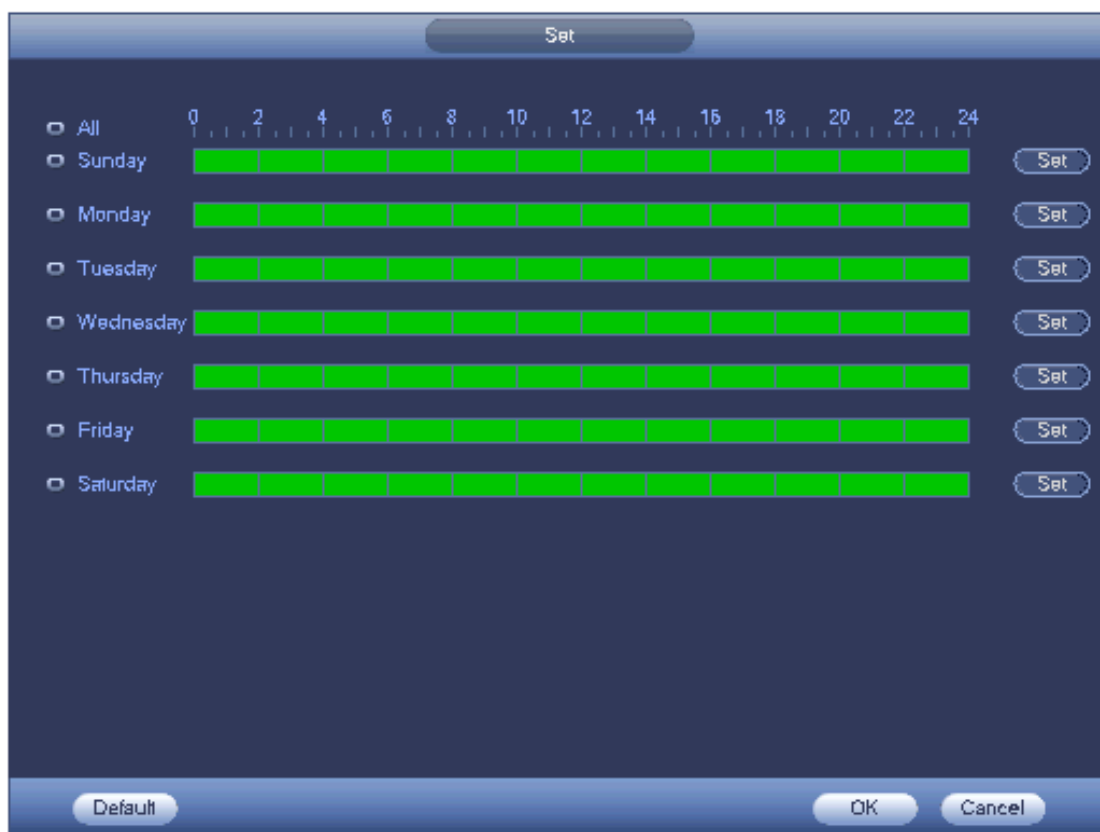 Set
All 0 2 4 6 8 10 12 14 16 18 20 22 24
Sunday Set
Monday Set
Tuesday Set
Wednesday Set
Thursday Set
Friday Set
Saturday Set
Default OK Cancel